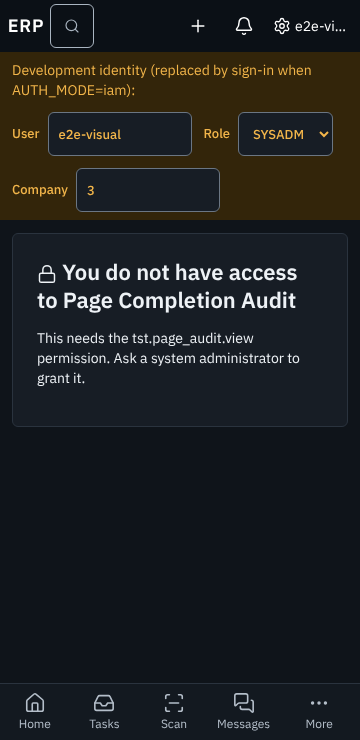 ERP
e2e-vi...
Development identity (replaced by sign-in when
AUTH_MODE=iam):
User e2e-visual Role SYSADM
Company 3
You do not have access
to Page Completion Audit
This needs the tst.page_audit.view
permission. Ask a system administrator to
grant it.
Home Tasks Scan Messages More